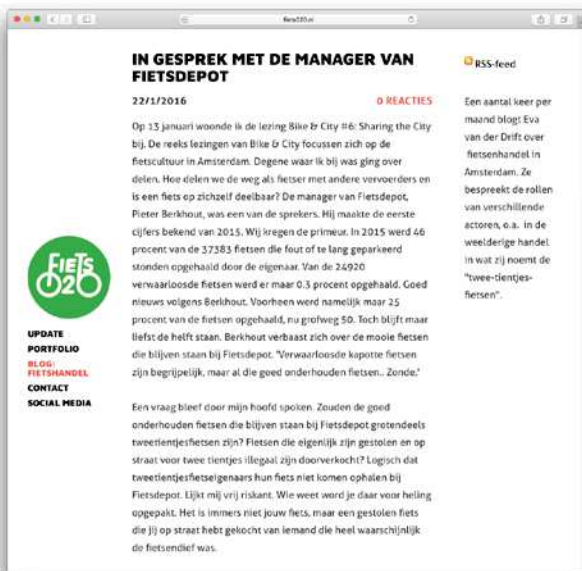 fiets020.nl
IN GESPREK MET DE MANAGER VAN
FIETSDEPOT
22/1/2016 0 REACTIES
Op 13 januari woonde ik de lezing Bike & City #6: Sharing the City
bij. De reeks lezingen van Bike & City focussen zich op de
fietscultuur in Amsterdam. Degene waar ik bij was ging over
delen. Hoe delen we de weg als fietser met andere vervoerders en
is een fiets op zichzelf deelbaar? De manager van Fietsdepot,
Pieter Berkhout, was een van de sprekers. Hij maakte de eerste
cijfers bekend van 2015. Wij kregen de primeur. In 2015 werd 46
procent van de 37383 fietsen die fout of te lang geparkeerd
stonden opgehaald door de eigenaar. Van de 24920
verwaarloosde fietsen werd er maar 0.3 procent opgehaald. Goed
nieuws volgens Berkhout. Voorheen werd namelijk maar 25
procent van de fietsen opgehaald, nu grofweg 50. Toch blijft maar
liefst de helft staan. Berkhout verbaast zich over de mooie fietsen
die blijven staan bij Fietsdepot. "Verwaarloosde kapotte fietsen
zijn begrijpelijk, maar al die goed onderhouden fietsen.. Zonde."
Een vraag bleef door mijn hoofd spoken. Zouden de goed
onderhouden fietsen die blijven staan bij Fietsdepot grotendeels
tweetientjesfietsen zijn? Fietsen die eigenlijk zijn gestolen en op
straat voor twee tientjes illegaal zijn doorverkocht? Logisch dat
tweetientjesfietseigenaars hun fiets niet komen ophalen bij
Fietsdepot. Lijkt mij vrij riskant. Wie weet word je daar voor heling
opgepakt. Het is immers niet jouw fiets, maar een gestolen fiets
die jij op straat hebt gekocht van iemand die heel waarschijnlijk
de fietsendief was.
FIETS
020
UPDATE
PORTFOLIO
BLOG:
FIETSHANDEL
CONTACT
SOCIAL MEDIA
RSS-feed
Een aantal keer per
maand blogt Eva
van der Drift over
fietsenhandel in
Amsterdam. Ze
bespreekt de rollen
van verschillende
actoren, o.a. in de
weelderige handel
in wat zij noemt de
"twee-tientjes-
fietsen".